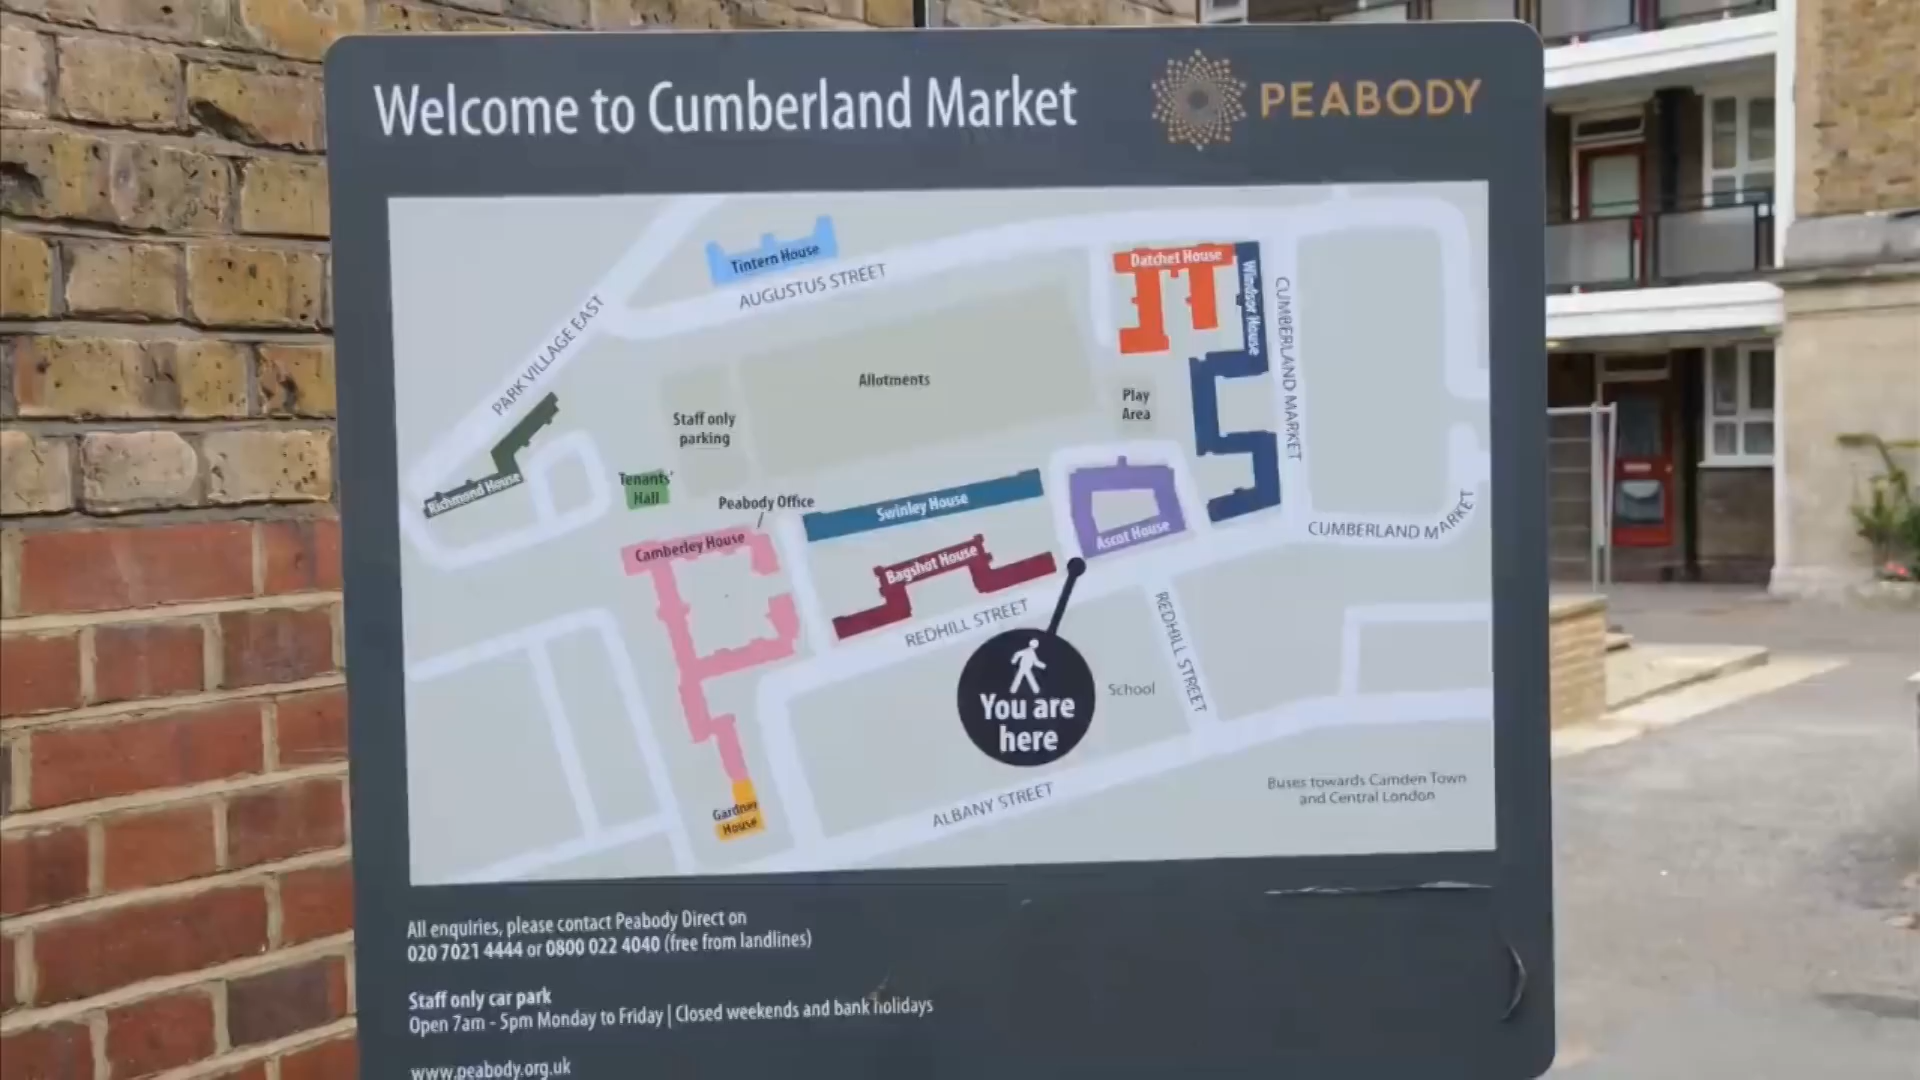 Welcome to Cumberland Market
PEABODY
Tintern House
AUGUSTUS STREET
PARK VILLAGE EAST
Datchet House
Windsor House
CUMBERLAND MARKET
Allotments
Play
Area
Staff only
parking
Richmond House
Tenants'
Hall
Peabody Office
Swinley House
Camberley House
Bagshot House
Ascot House
CUMBERLAND MARKET
REDHILL STREET
REDHILL STREET
You are
here
School
Gardner
House
ALBANY STREET
Buses towards Camden Town
and Central London
All enquiries, please contact Peabody Direct on
020 7021 4444 or 0800 022 4040 (free from landlines)
Staff only car park
Open 7am - 5pm Monday to Friday | Closed weekends and bank holidays
www.peabody.org.uk